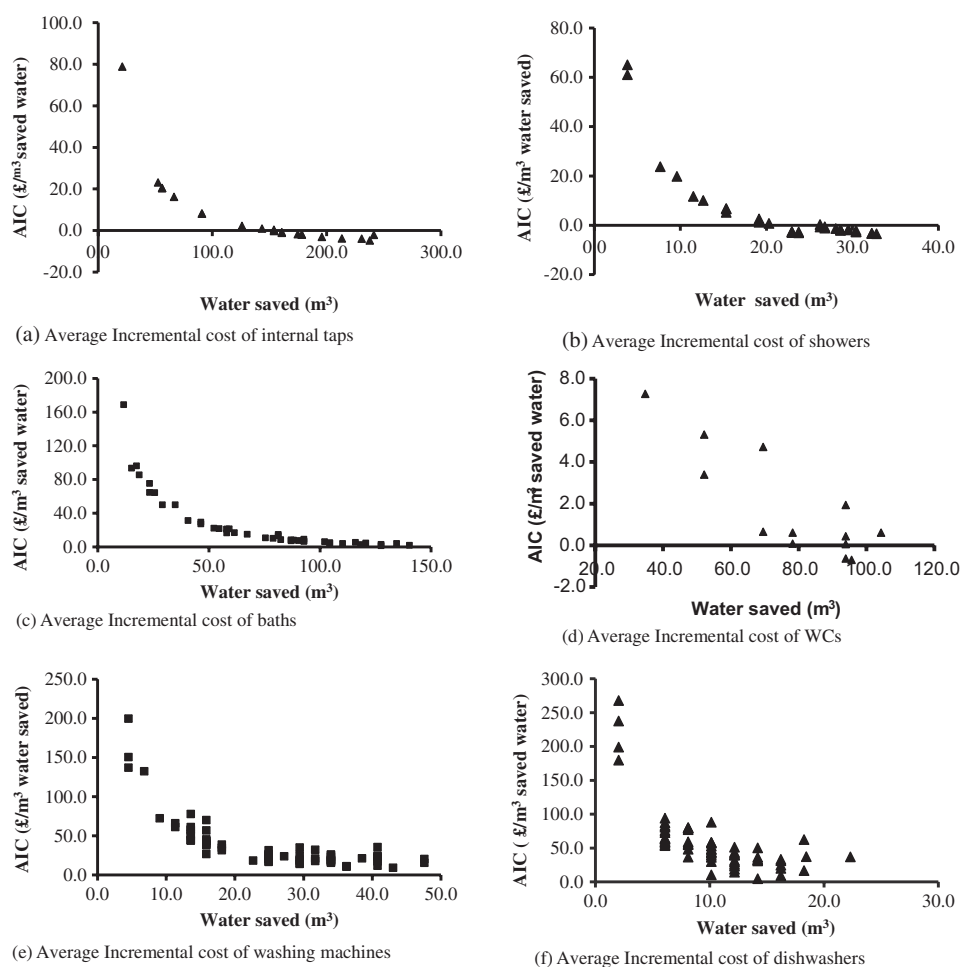 100.0
80.0
60.0
40.0
20.0
0.0
-20.0
0.0 100.0 200.0 300.0
AIC (£/m³ saved water)
Water saved (m³)
(a) Average Incremental cost of internal taps
80.0
60.0
40.0
20.0
0.0
-20.0
0.0 10.0 20.0 30.0 40.0
AIC (£/m³ water saved)
Water saved (m³)
(b) Average Incremental cost of showers
200.0
160.0
120.0
80.0
40.0
0.0
0.0 50.0 100.0 150.0
AIC (£/m³ saved water)
Water saved (m³)
(c) Average Incremental cost of baths
8.0
6.0
4.0
2.0
0.0
-2.0
20.0 40.0 60.0 80.0 100.0 120.0
AIC (£/m³ saved water)
Water saved (m³)
(d) Average Incremental cost of WCs
250.0
200.0
150.0
100.0
50.0
0.0
0.0 10.0 20.0 30.0 40.0 50.0
AIC (£/m³ water saved)
Water saved (m³)
(e) Average Incremental cost of washing machines
300.0
250.0
200.0
150.0
100.0
50.0
0.0
0.0 10.0 20.0 30.0
AIC ( £/m³ saved water)
Water saved (m³)
(f) Average Incremental cost of dishwashers